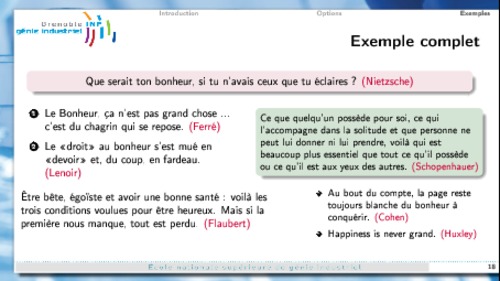 Introduction
Options
Exemples
Grenoble INP
génie industriel
Exemple complet
Que serait ton bonheur, si tu n'avais ceux que tu éclaires ? (Nietzsche)
1 Le Bonheur, ça n'est pas grand chose ...
c'est du chagrin qui se repose. (Ferré)
2 Le «droit» au bonheur s'est mué en
«devoir» et, du coup, en fardeau.
(Lenoir)
Être bête, égoïste et avoir une bonne santé : voilà les
trois conditions voulues pour être heureux. Mais si la
première nous manque, tout est perdu. (Flaubert)
Ce que quelqu'un possède pour soi, ce qui
l'accompagne dans la solitude et que personne ne
peut lui donner ni lui prendre, voilà qui est
beaucoup plus essentiel que tout ce qu'il possède
ou ce qu'il est aux yeux des autres. (Schopenhauer)
Au bout du compte, la page reste
toujours blanche du bonheur à
conquérir. (Cohen)
Happiness is never grand. (Huxley)
École nationale supérieure du génie industriel
18